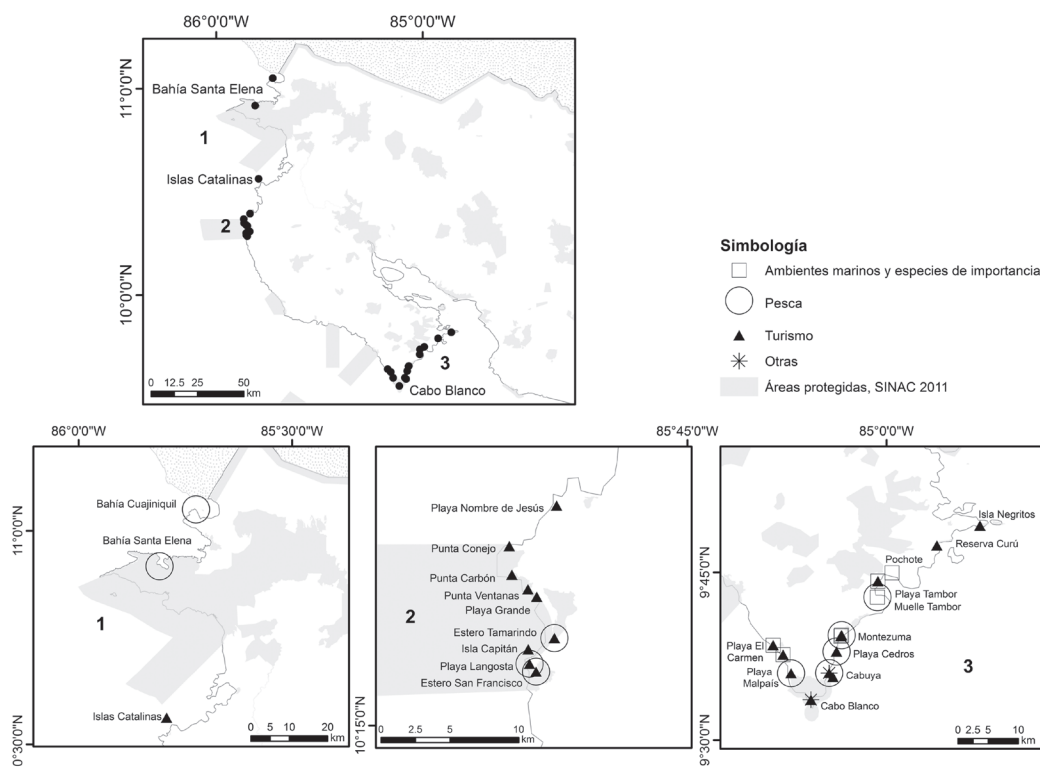 86°0'0"W
85°0'0"W
11°0'0"N
10°0'0"N
Bahía Santa Elena
1
Islas Catalinas
2
3
Cabo Blanco
0 12.5 25 50
km
Simbología
Ambientes marinos y especies de importancia
Pesca
Turismo
Otras
Áreas protegidas, SINAC 2011
86°0'0"W
85°30'0"W
11°0'0"N
0°30'0"N
Bahía Cuajiniquil
Bahía Santa Elena
1
Islas Catalinas
0 5 10 20
km
85°45'0"W
10°15'0"N
Playa Nombre de Jesús
Punta Conejo
Punta Carbón
Punta Ventanas
Playa Grande
2
Estero Tamarindo
Isla Capitán
Playa Langosta
Estero San Francisco
0 2.5 5 10
km
85°0'0"W
9°45'0"N
9°30'0"N
Isla Negritos
Reserva Curú
Pochote
Playa Tambor
Muelle Tambor
Montezuma
Playa El
Carmen
Playa Cedros
3
Playa
Malpaís
Cabuya
Cabo Blanco
0 2.5 5 10
km